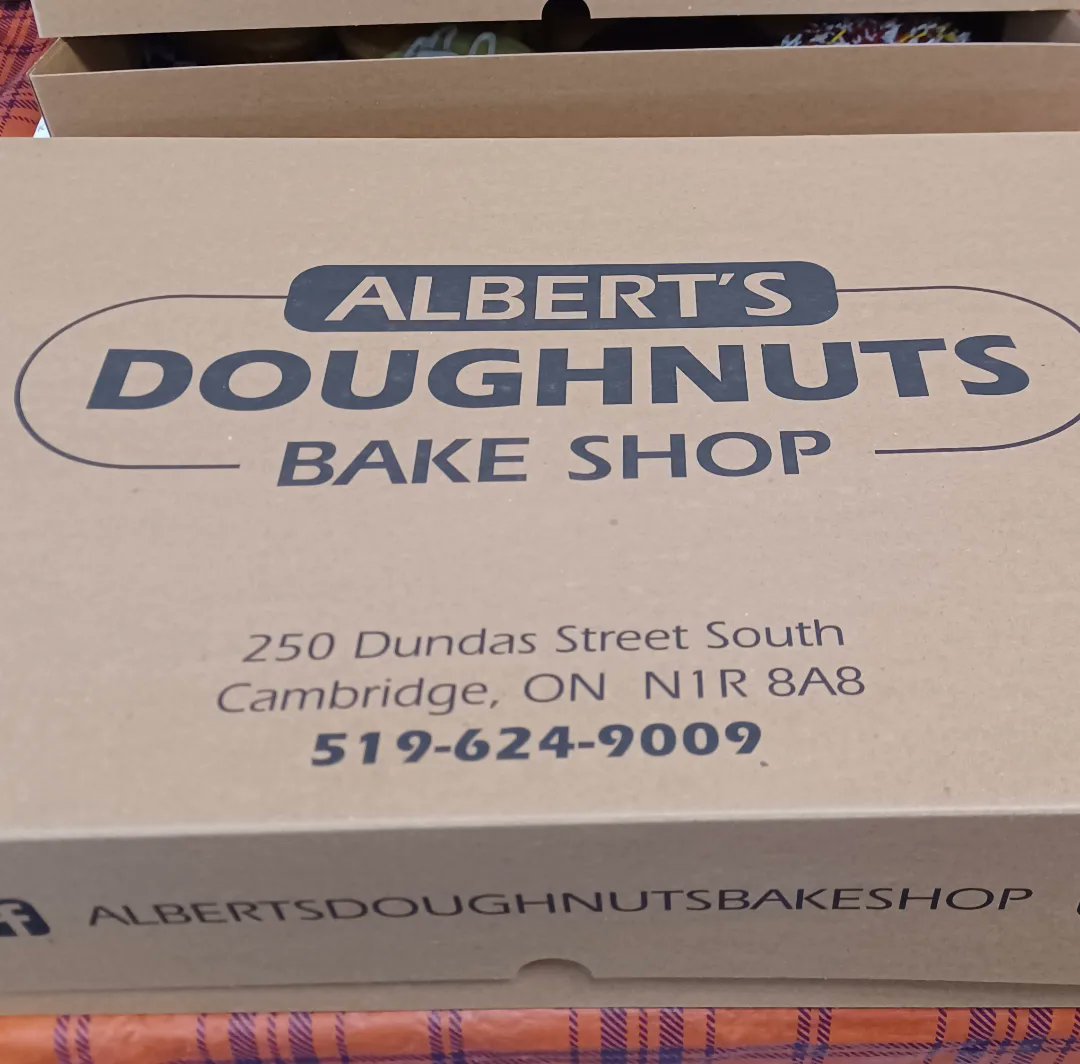 ALBERT'S
DOUGHNUTS
BAKE SHOP
250 Dundas Street South
Cambridge, ON N1R 8A8
519-624-9009
f ALBERTSDOUGHNUTSBAKESHOP